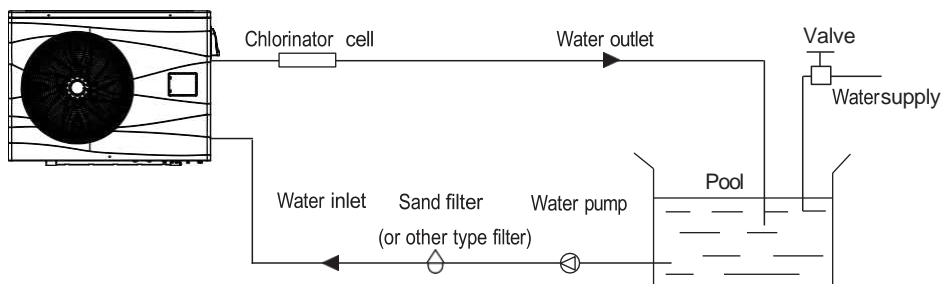 Chlorinator cell
Water outlet
Valve
Watersupply
Pool
Water inlet
Sand filter
(or other type filter)
Water pump